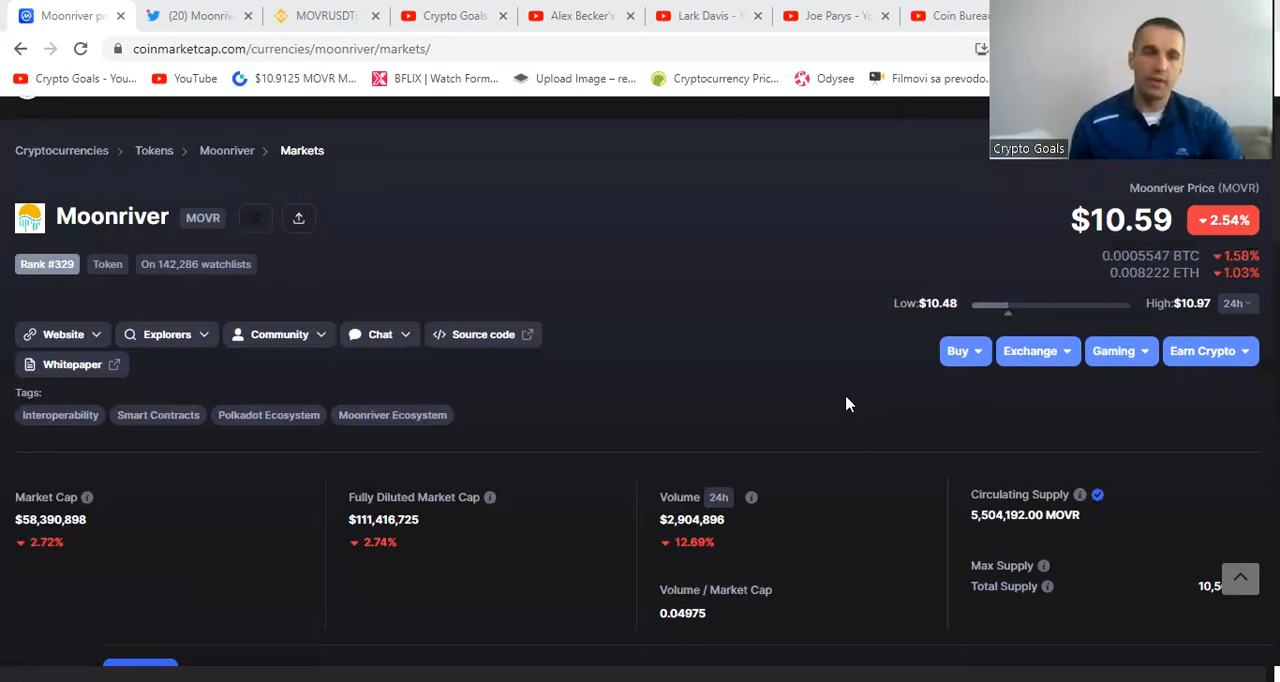 Moonriver pr
(20) Moonriv
MOVRUSDT:
Crypto Goals
Alex Becker's
Lark Davis - Y
Joe Parys - Yo
Coin Bureau
coinmarketcap.com/currencies/moonriver/markets/
Crypto Goals - You...
YouTube
$10.9125 MOVR M...
BFLIX | Watch Form...
Upload Image – re...
Cryptocurrency Pric...
Odysee
Filmovi sa prevodo...
Crypto Goals
Cryptocurrencies > Tokens > Moonriver > Markets
Moonriver Price (MOVR)
Moonriver MOVR
$10.59 2.54%
0.0005547 BTC 1.58%
0.008222 ETH 1.03%
Rank #329 Token On 142,286 watchlists
Low:$10.48 High:$10.97 24h
Website Explorers Community Chat Source code
Buy Exchange Gaming Earn Crypto
Whitepaper
Tags:
Interoperability Smart Contracts Polkadot Ecosystem Moonriver Ecosystem
Market Cap
$58,390,898
2.72%
Fully Diluted Market Cap
$111,416,725
2.74%
Volume 24h
$2,904,896
12.69%
Volume / Market Cap
0.04975
Circulating Supply
5,504,192.00 MOVR
Max Supply
Total Supply 10,5